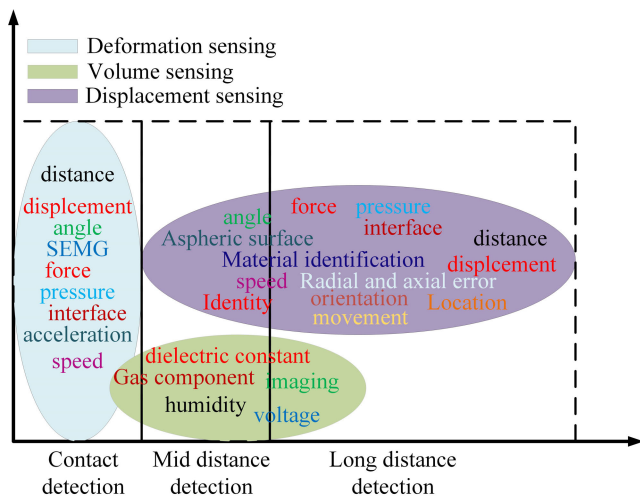 Deformation sensing
Volume sensing
Displacement sensing
distance
displcement
angle
SEMG
force
pressure
interface
acceleration
speed
angle
force
pressure
interface
Aspheric surface
distance
Material identification
displcement
speed
Radial and axial error
Identity
orientation
Location
movement
dielectric constant
Gas component
imaging
humidity
voltage
Contact
detection
Mid distance
detection
Long distance
detection